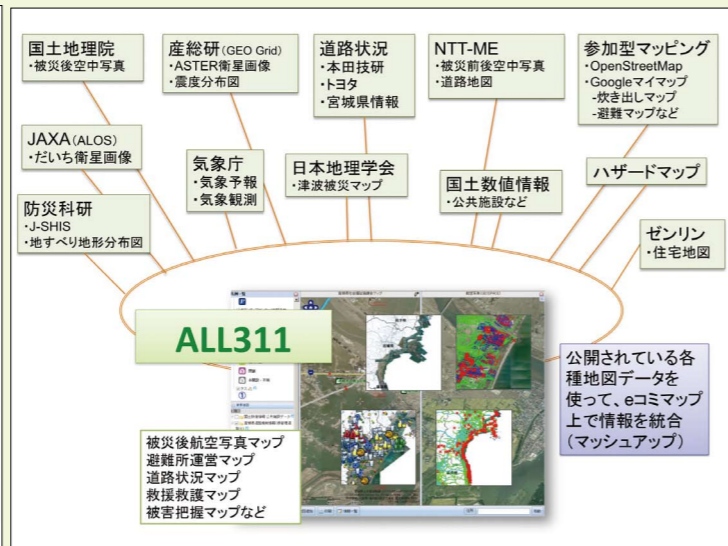 国土地理院
・被災後空中写真
産総研(GEO Grid)
・ASTER衛星画像
・震度分布図
道路状況
・本田技研
・トヨタ
・宮城県情報
NTT-ME
・被災前後空中写真
・道路地図
参加型マッピング
・OpenStreetMap
・Googleマイマップ
-炊き出しマップ
-避難マップなど
JAXA(ALOS)
・だいち衛星画像
気象庁
・気象予報
・気象観測
日本地理学会
・津波被災マップ
国土数値情報
・公共施設など
ハザードマップ
防災科研
・J-SHIS
・地すべり地形分布図
ゼンリン
・住宅地図
ALL311
公開されている各
種地図データを
使って、eコミマップ
上で情報を統合
(マッシュアップ)
被災後航空写真マップ
避難所運営マップ
道路状況マップ
救援救護マップ
被害把握マップなど